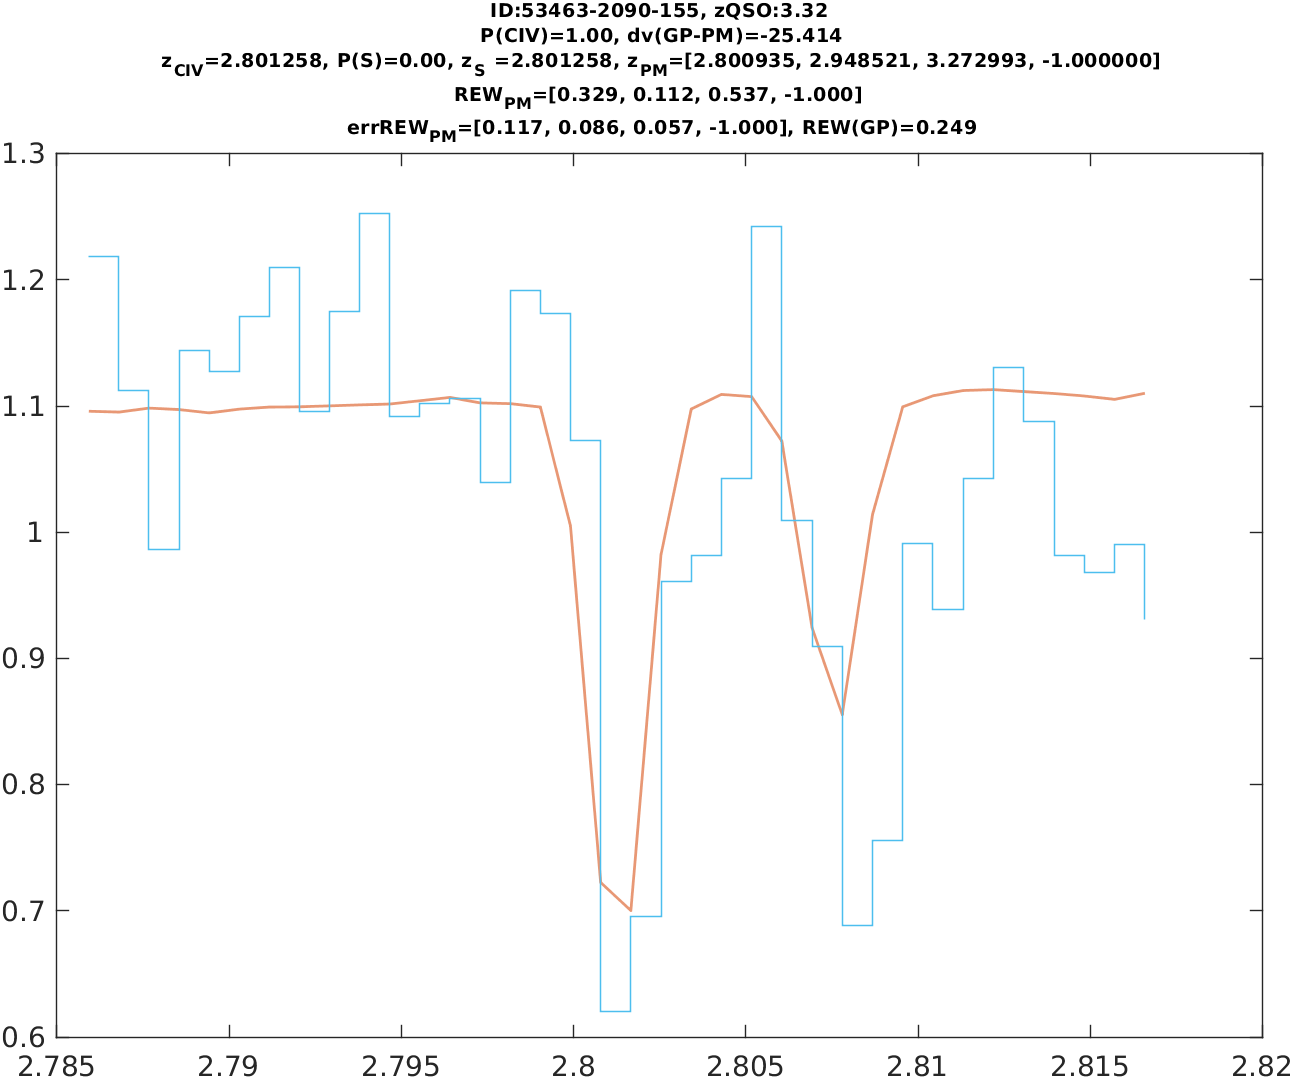 ID:53463-2090-155, zQSO:3.32
P(CIV)=1.00, dv(GP-PM)=-25.414
zCIV=2.801258, P(S)=0.00, zS =2.801258, zPM=[2.800935, 2.948521, 3.272993, -1.000000]
REWPM=[0.329, 0.112, 0.537, -1.000]
errREWPM=[0.117, 0.086, 0.057, -1.000], REW(GP)=0.249
1.3
1.2
1.1
1
0.9
0.8
0.7
0.6
2.785 2.79 2.795 2.8 2.805 2.81 2.815 2.82